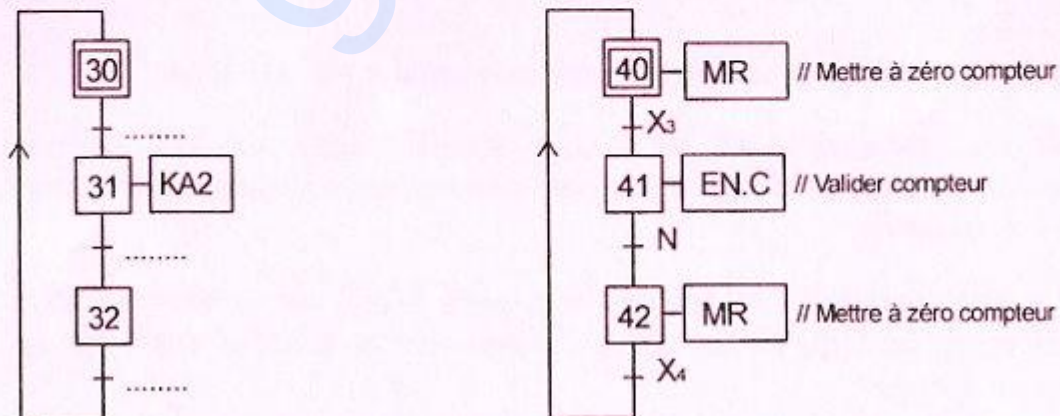 30
.......
31 KA2
.......
32
.......
40 MR // Mettre à zéro compteur
X3
41 EN.C // Valider compteur
N
42 MR // Mettre à zéro compteur
X4